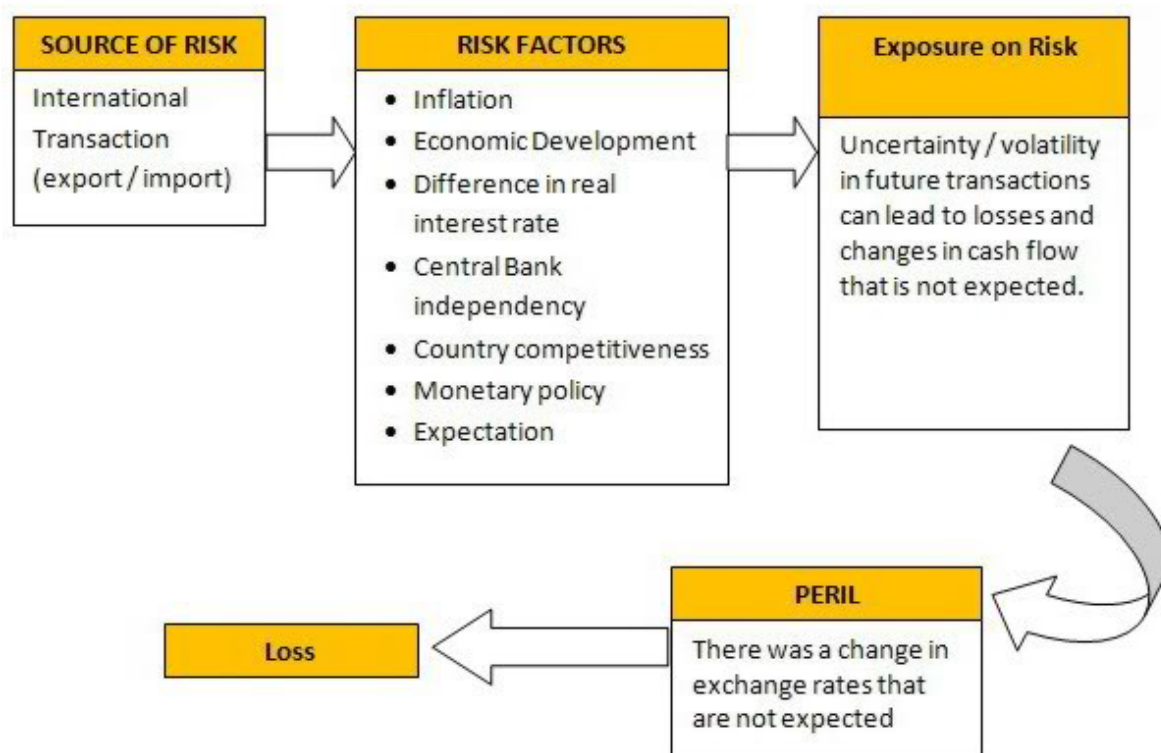 SOURCE OF RISK
International
Transaction
(export / import)
RISK FACTORS
• Inflation
• Economic Development
• Difference in real
interest rate
• Central Bank
independency
• Country competitiveness
• Monetary policy
• Expectation
Exposure on Risk
Uncertainty / volatility
in future transactions
can lead to losses and
changes in cash flow
that is not expected.
PERIL
There was a change in
exchange rates that
are not expected
Loss